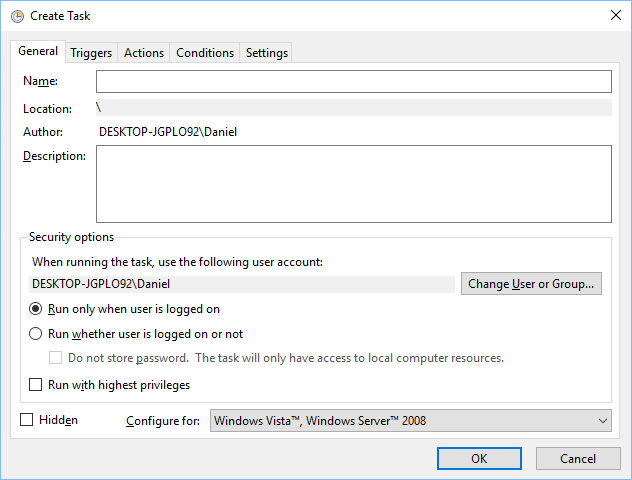 Create Task
General Triggers Actions Conditions Settings
Name:
Location: \
Author: DESKTOP-JGPLO92\Daniel
Description:
Security options
When running the task, use the following user account:
DESKTOP-JGPLO92\Daniel Change User or Group...
Run only when user is logged on
Run whether user is logged on or not
Do not store password. The task will only have access to local computer resources.
Run with highest privileges
Hidden Configure for: Windows Vista™, Windows Server™ 2008
OK Cancel